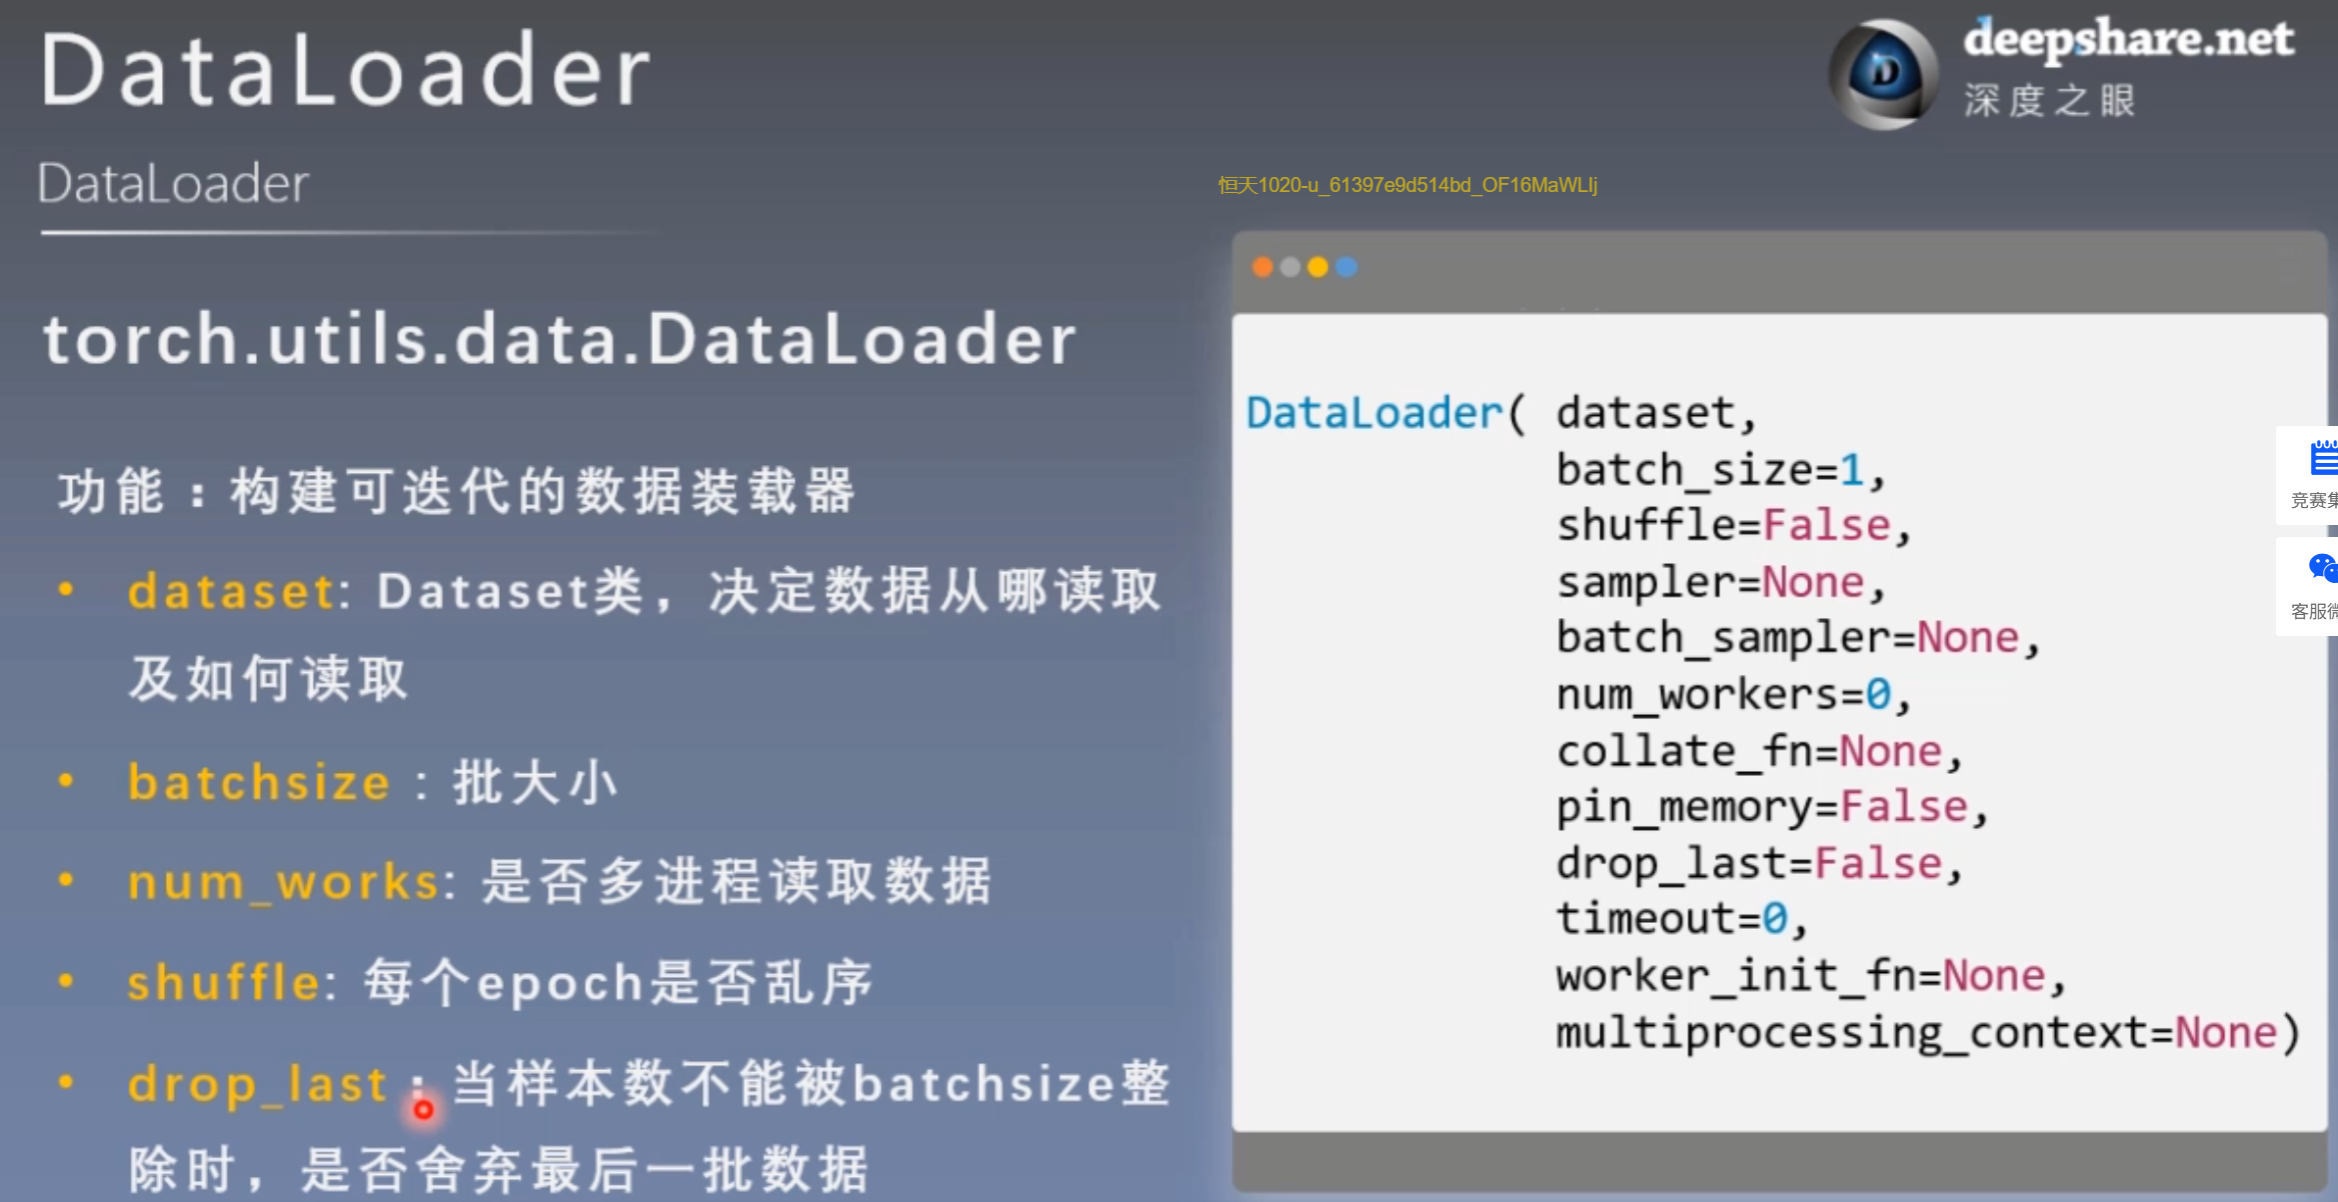 DataLoader
deepshare.net
深度之眼
DataLoader
恒天1020-u_61397e9d514bd_OF16MaWLlj
torch.utils.data.DataLoader
功能：构建可迭代的数据装载器
• dataset: Dataset类，决定数据从哪读取
及如何读取
• batchsize：批大小
• num_works: 是否多进程读取数据
• shuffle: 每个epoch是否乱序
• drop_last：当样本数不能被batchsize整
除时，是否舍弃最后一批数据
DataLoader( dataset,
batch_size=1,
shuffle=False,
sampler=None,
batch_sampler=None,
num_workers=0,
collate_fn=None,
pin_memory=False,
drop_last=False,
timeout=0,
worker_init_fn=None,
multiprocessing_context=None)
竞赛集
客服微